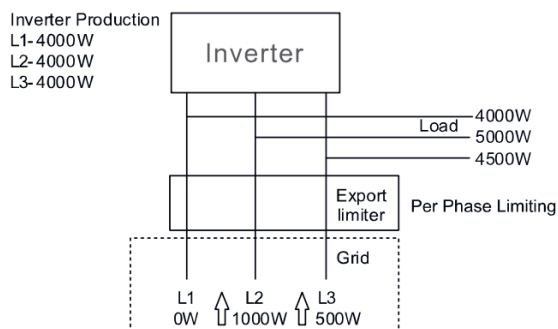 Inverter Production
L1-4000W
L2-4000W
L3-4000W
Inverter
4000W
Load
5000W
4500W
Export
limiter
Per Phase Limiting
Grid
L1 L2 L3
0W 1000W 500W